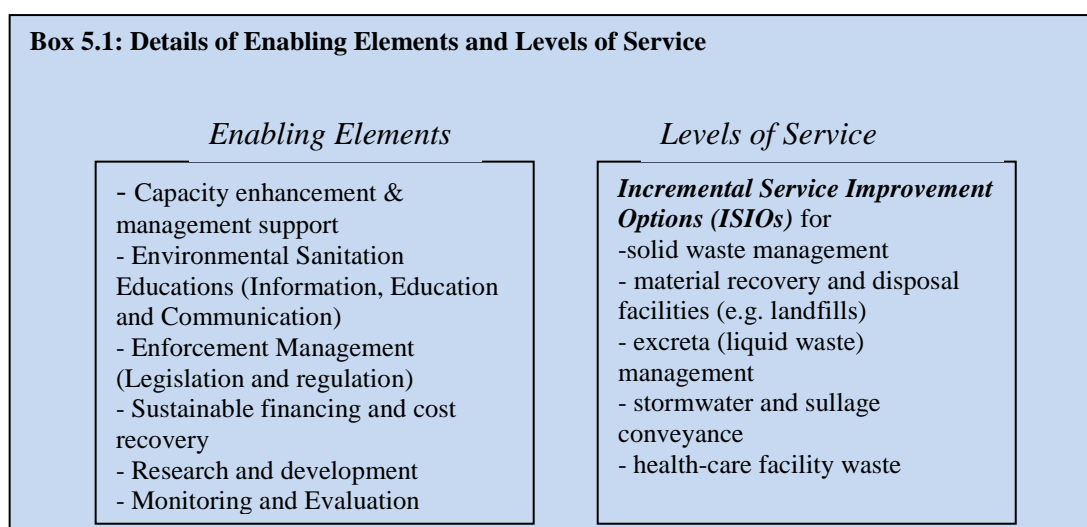 Box 5.1: Details of Enabling Elements and Levels of Service
Enabling Elements
- Capacity enhancement &
management support
- Environmental Sanitation
Educations (Information, Education
and Communication)
- Enforcement Management
(Legislation and regulation)
- Sustainable financing and cost
recovery
- Research and development
- Monitoring and Evaluation
Levels of Service
Incremental Service Improvement
Options (ISIOs) for
-solid waste management
- material recovery and disposal
facilities (e.g. landfills)
- excreta (liquid waste)
management
- stormwater and sullage
conveyance
- health-care facility waste